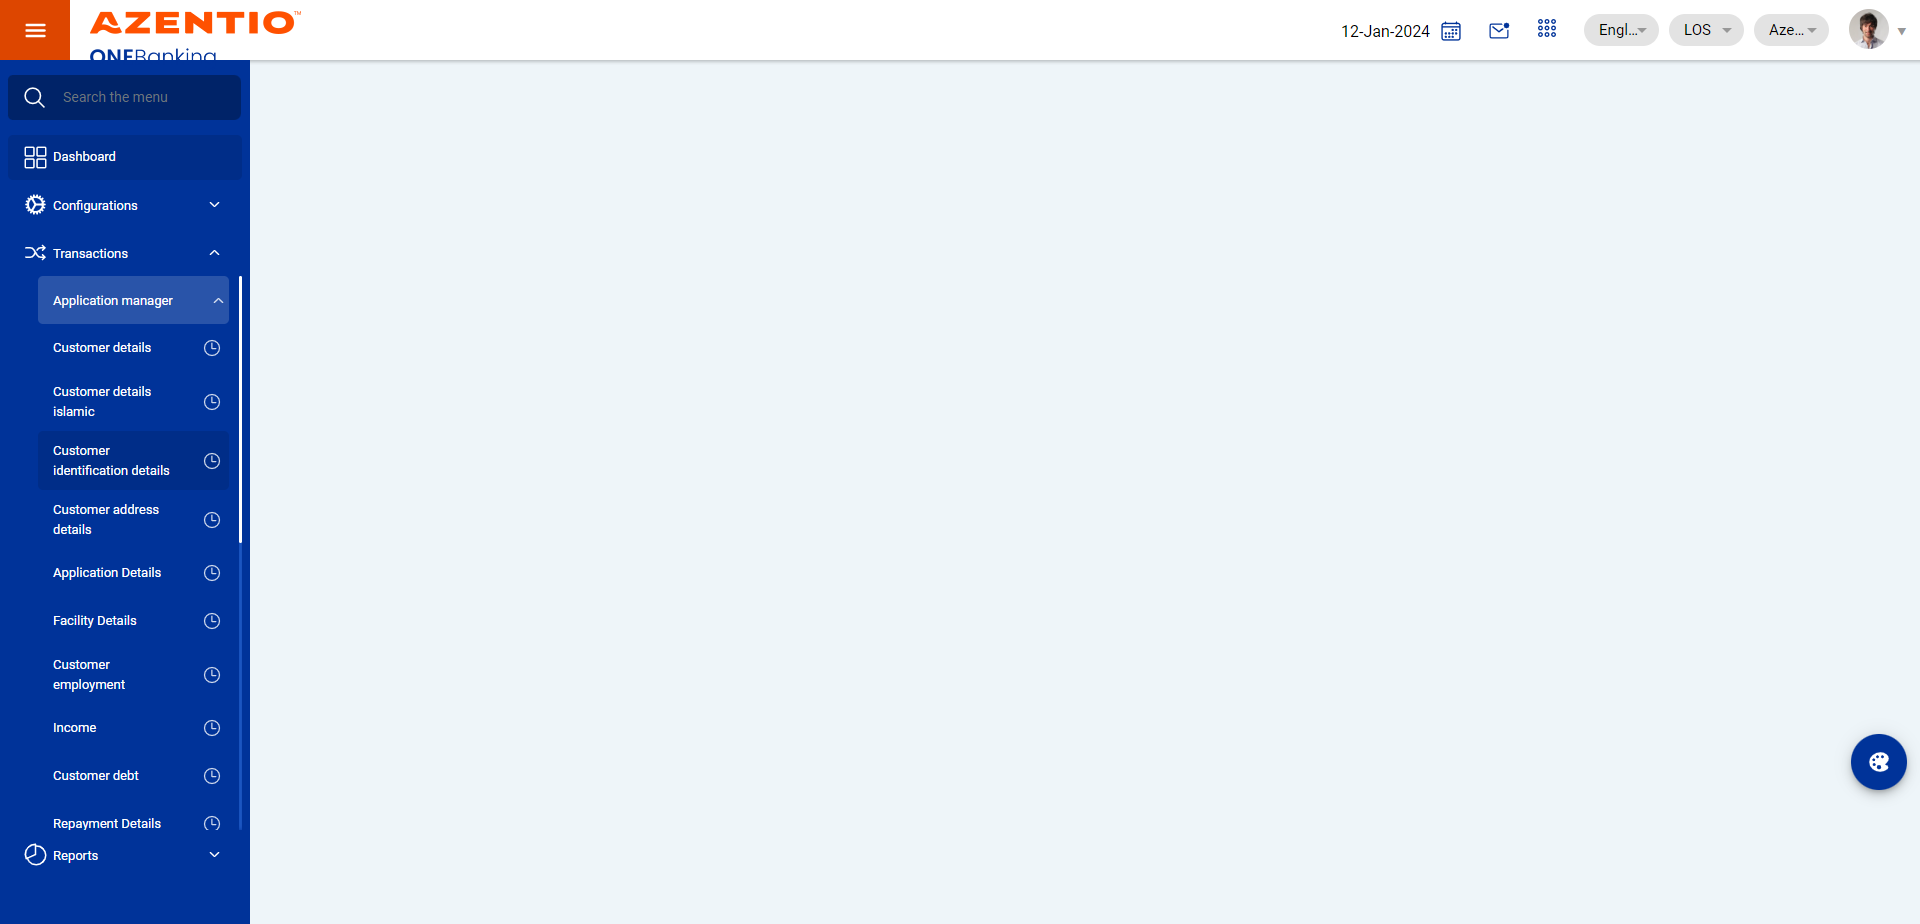 AZENTIO™
ONEBanking
12-Jan-2024
Engl...
LOS
Aze...
Search the menu
Dashboard
Configurations
Transactions
Application manager
Customer details
Customer details
islamic
Customer
identification details
Customer address
details
Application Details
Facility Details
Customer
employment
Income
Customer debt
Repayment Details
Reports